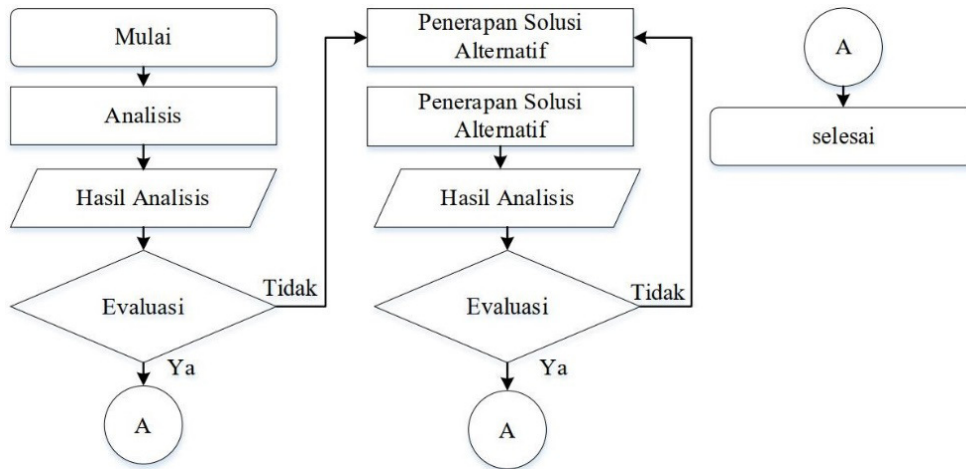 Mulai
Analisis
Hasil Analisis
Evaluasi
Tidak
Ya
A
Penerapan Solusi
Alternatif
Penerapan Solusi
Alternatif
Hasil Analisis
Evaluasi
Tidak
Ya
A
A
selesai